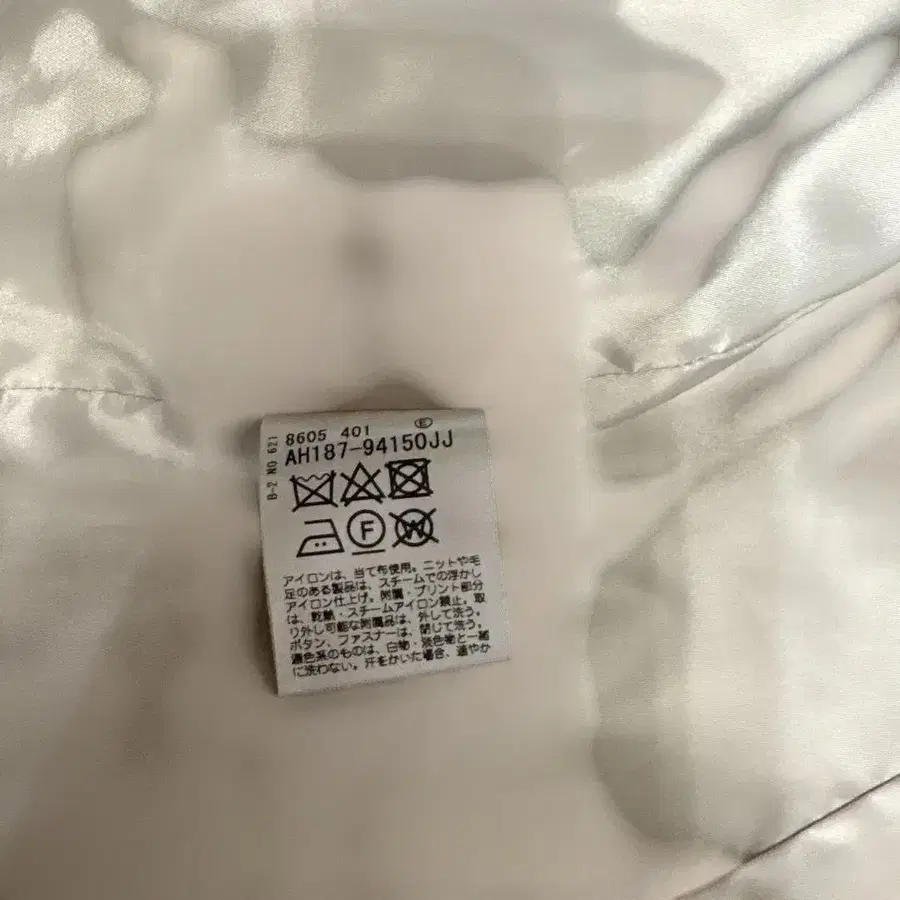 8605 401 E
AH187-94150JJ
B-2 NO 621
F
W
アイロンは、当て布使用。ニットや毛
足のある製品は、スチームでの浮かし
アイロン仕上げ。附属・プリント部分
は、乾熱・スチームアイロン禁止。取
り外し可能な附属品は、外して洗う。
ボタン、ファスナーは、閉じて洗う。
濃色系のものは、白物・淡色物と一緒
に洗わない。汗をかいた場合、速やか